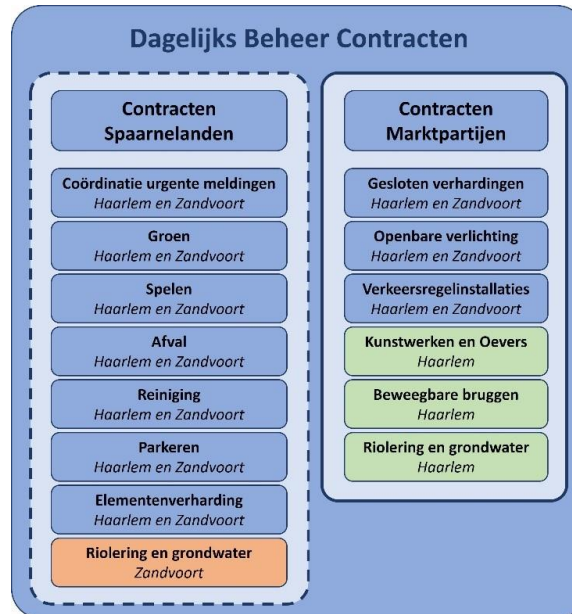 Dagelijks Beheer Contracten
Contracten
Spaarnelanden
Coördinatie urgente meldingen
Haarlem en Zandvoort
Groen
Haarlem en Zandvoort
Spelen
Haarlem en Zandvoort
Afval
Haarlem en Zandvoort
Reiniging
Haarlem en Zandvoort
Parkeren
Haarlem en Zandvoort
Elementenverharding
Haarlem en Zandvoort
Riolering en grondwater
Zandvoort
Contracten
Marktpartijen
Gesloten verhardingen
Haarlem en Zandvoort
Openbare verlichting
Haarlem en Zandvoort
Verkeersregelinstallaties
Haarlem en Zandvoort
Kunstwerken en Oevers
Haarlem
Beweegbare bruggen
Haarlem
Riolering en grondwater
Haarlem